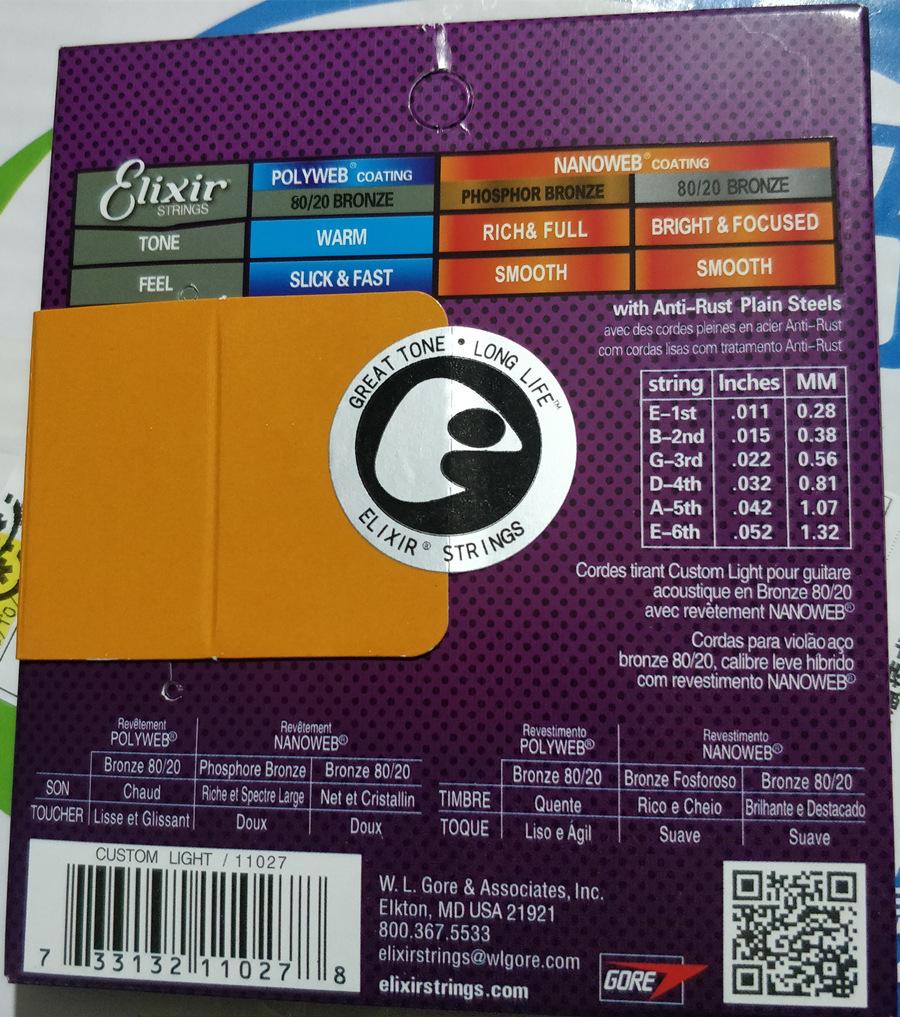 Elixir
STRINGS
POLYWEB® COATING
NANOWEB® COATING
80/20 BRONZE
PHOSPHOR BRONZE
80/20 BRONZE
TONE
WARM
RICH& FULL
BRIGHT & FOCUSED
FEEL
SLICK & FAST
SMOOTH
SMOOTH
with Anti-Rust Plain Steels
avec des cordes pleines en acier Anti-Rust
com cordas lisas com tratamento Anti-Rust
GREAT TONE • LONG LIFE™
ELIXIR® STRINGS
string Inches MM
E-1st .011 0.28
B-2nd .015 0.38
G-3rd .022 0.56
D-4th .032 0.81
A-5th .042 1.07
E-6th .052 1.32
Cordes tirant Custom Light pour guitare
acoustique en Bronze 80/20
avec revètement NANOWEB®
Cordas para violão aço
bronze 80/20, calibre leve híbrido
com revestimento NANOWEB®
Revêtement
POLYWEB®
Revêtement
NANOWEB®
Bronze 80/20 Phosphore Bronze Bronze 80/20
SON Chaud Riche et Spectre Large Net et Cristallin
TOUCHER Lisse et Glissant Doux Doux
Revestimento
POLYWEB®
Revestimento
NANOWEB®
Bronze 80/20 Bronze Fosforoso Bronze 80/20
TIMBRE Quente Rico e Cheio Brilhante e Destacado
TOQUE Liso e Ágil Suave Suave
CUSTOM LIGHT / 11027
7 33132 11027 8
W. L. Gore & Associates, Inc.
Elkton, MD USA 21921
800.367.5533
elixirstrings@wlgore.com
elixirstrings.com
GORE